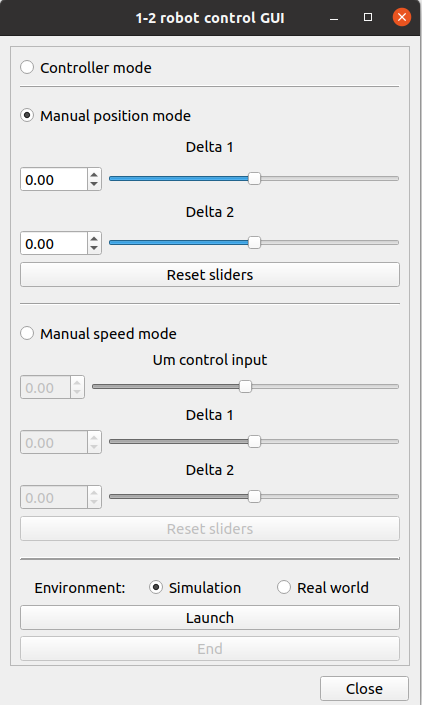 1-2 robot control GUI
Controller mode
Manual position mode
Delta 1
0.00
Delta 2
0.00
Reset sliders
Manual speed mode
Um control input
0.00
Delta 1
0.00
Delta 2
0.00
Reset sliders
Environment: Simulation Real world
Launch
End
Close